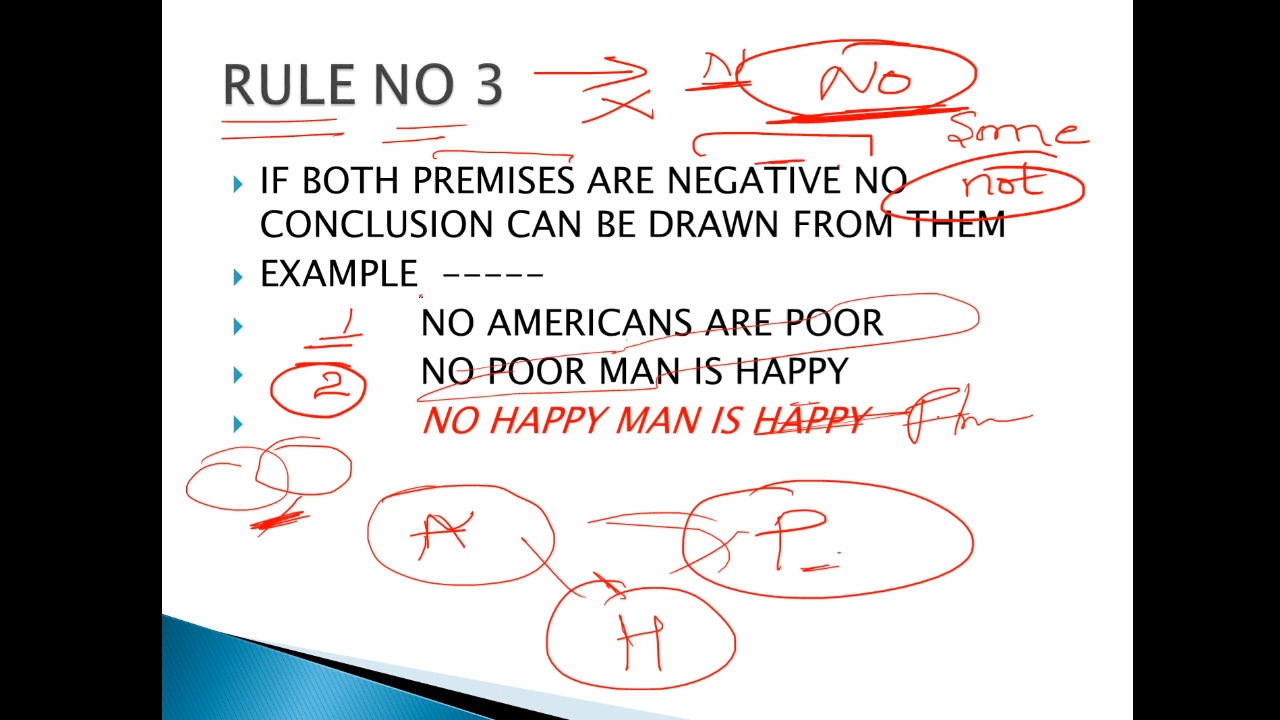 RULE NO 3 No
Some
IF BOTH PREMISES ARE NEGATIVE NO not
CONCLUSION CAN BE DRAWN FROM THEM
EXAMPLE -----
1 NO AMERICANS ARE POOR
2 NO POOR MAN IS HAPPY
NO HAPPY MAN IS HAPPY
A P
H